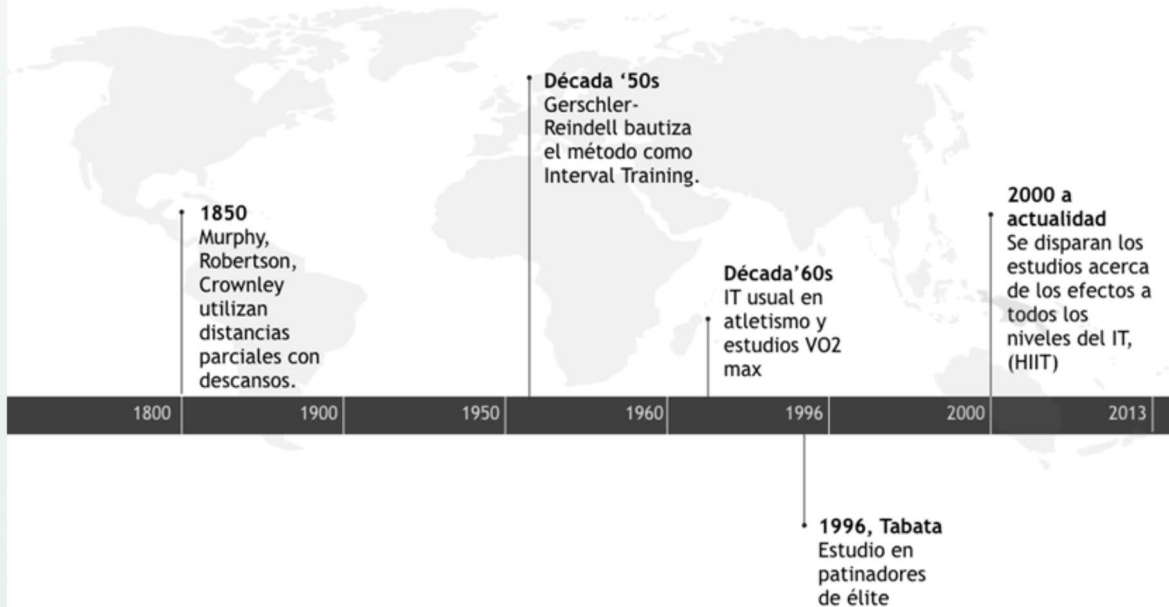 Década ‘50s
Gerschler-
Reindell bautiza
el método como
Interval Training.
1850
Murphy,
Robertson,
Crownley
utilizan
distancias
parciales con
descansos.
Década’60s
IT usual en
atletismo y
estudios VO2
max
2000 a
actualidad
Se disparan los
estudios acerca
de los efectos a
todos los
niveles del IT,
(HIIT)
1800 1900 1950 1960 1996 2000 2013
1996, Tabata
Estudio en
patinadores
de élite